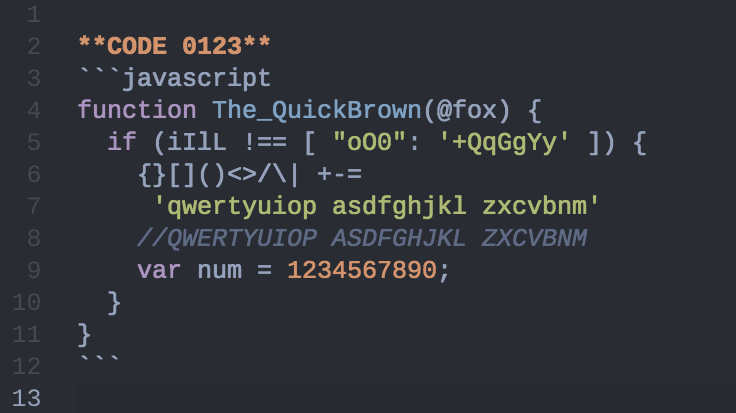 1
2 **CODE 0123**
3 ```javascript
4 function The_QuickBrown(@fox) {
5   if (iIlL !== [ "oO0": '+QqGgYy' ]) {
6     {}[]()<>/\| +-=
7      'qwertyuiop asdfghjkl zxcvbnm'
8     //QWERTYUIOP ASDFGHJKL ZXCVBNM
9     var num = 1234567890;
10   }
11 }
12 ```
13